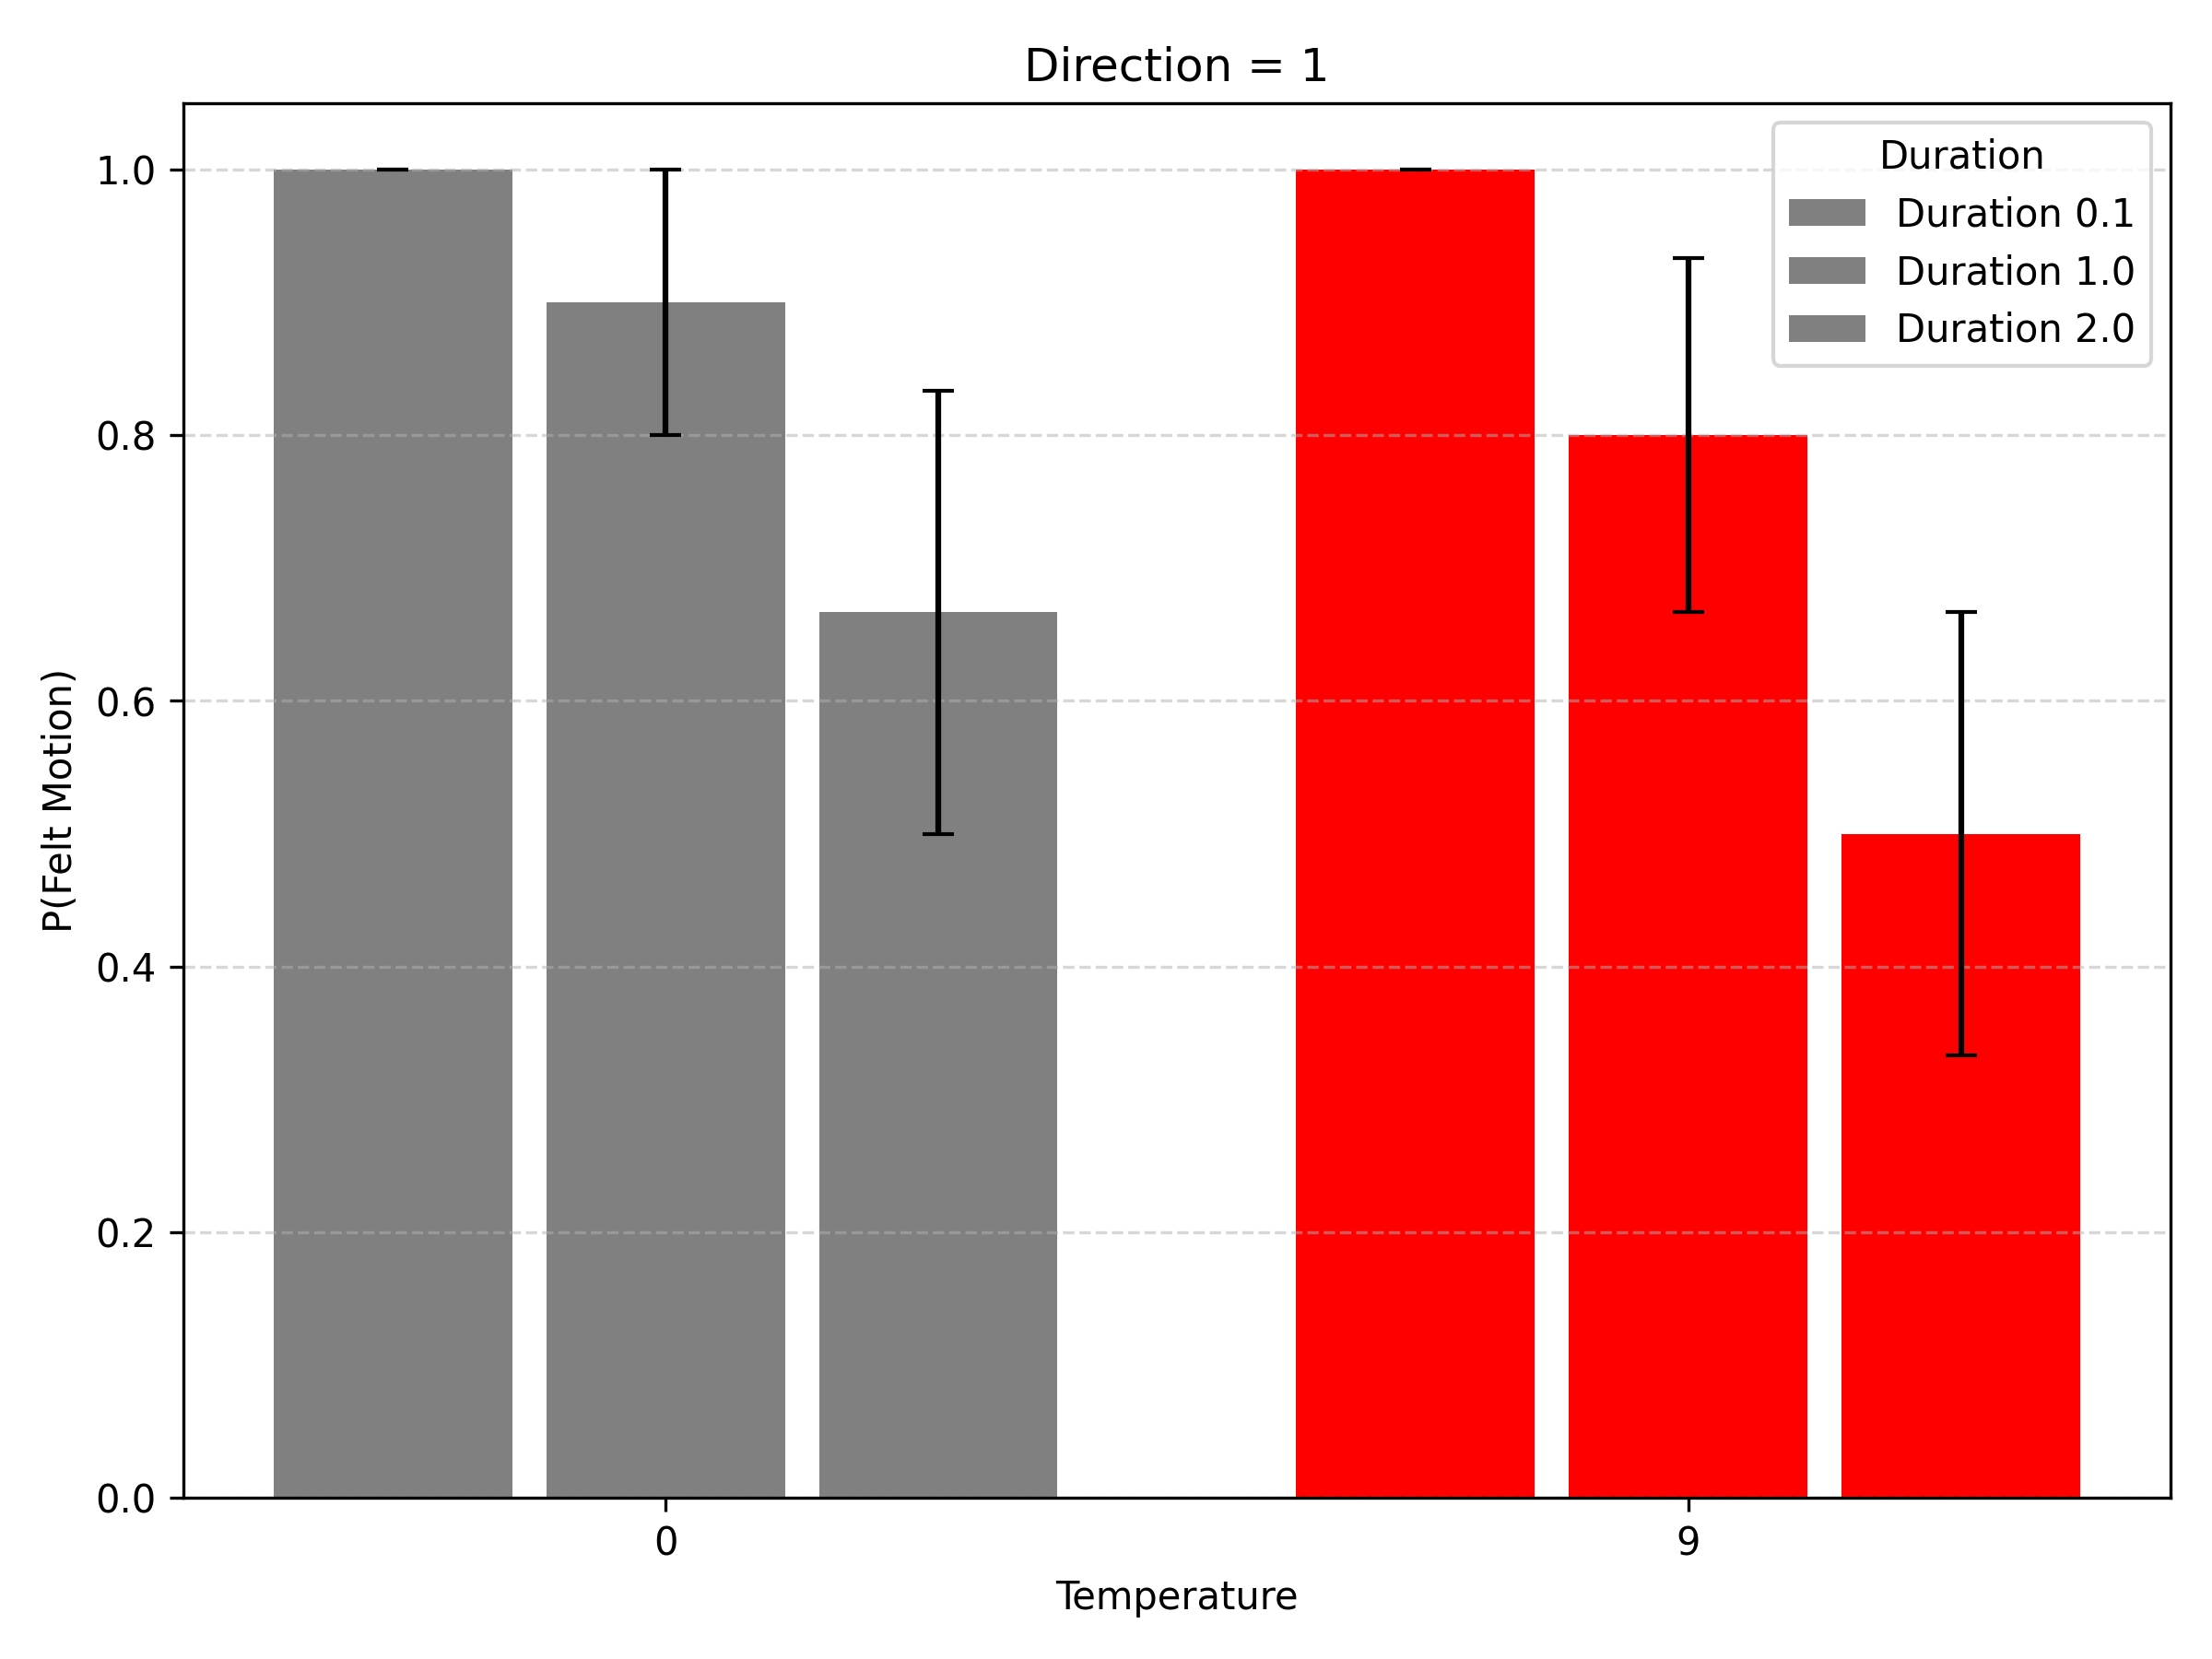 Direction = 1
Duration
Duration 0.1
Duration 1.0
Duration 2.0
P(Felt Motion)
1.0
0.8
0.6
0.4
0.2
0.0
0
9
Temperature